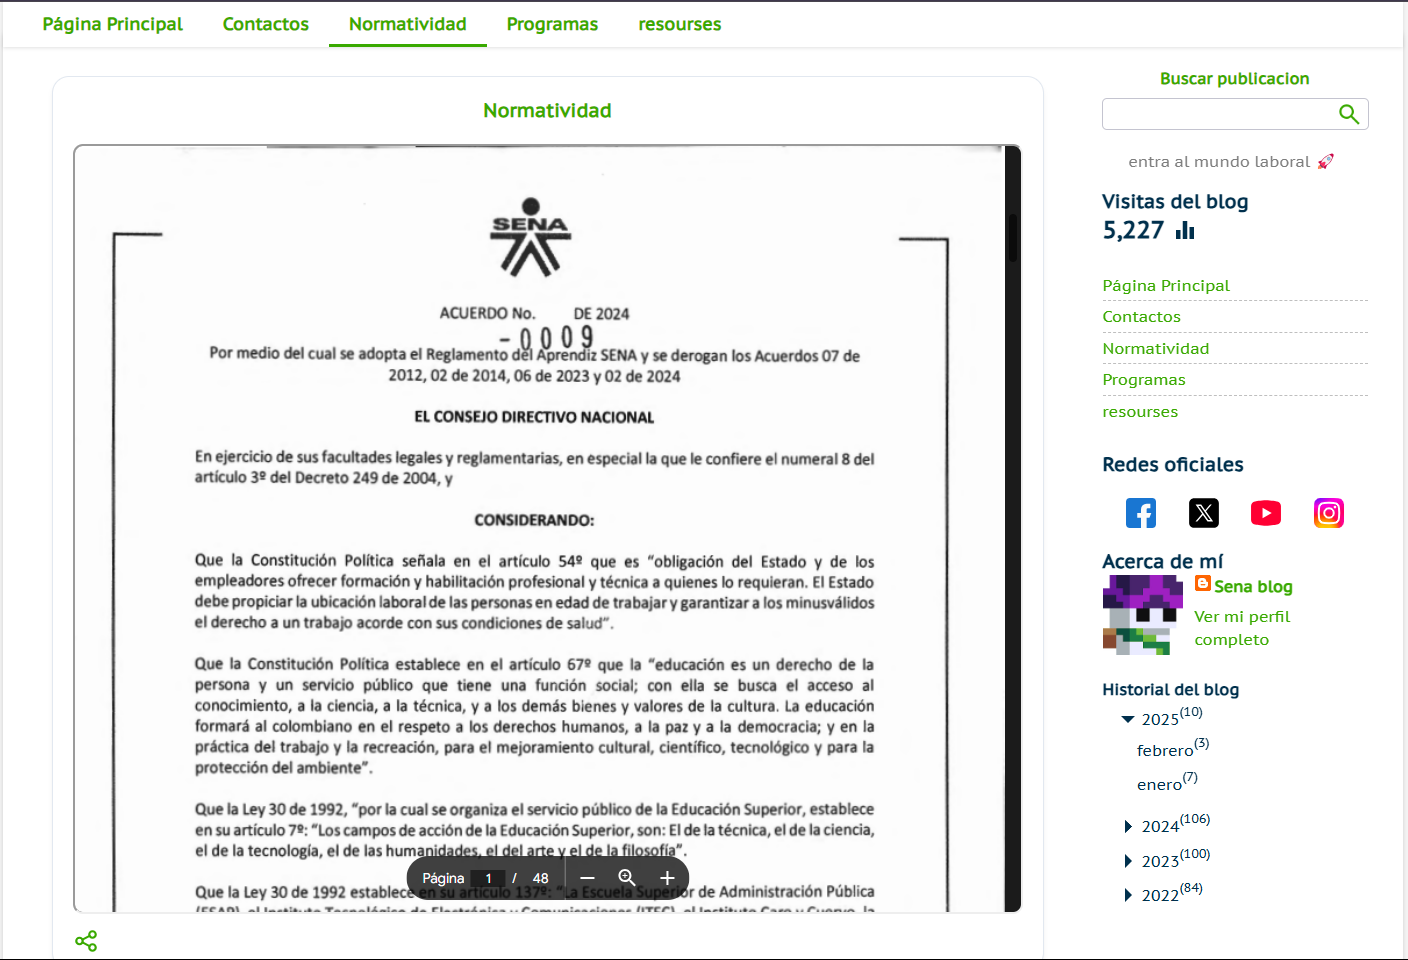 Página Principal
Contactos
Normatividad
Programas
resourses
Normatividad
SENA
ACUERDO No. DE 2024
- 0009
Por medio del cual se adopta el Reglamento del Aprendiz SENA y se derogan los Acuerdos 07 de
2012, 02 de 2014, 06 de 2023 y 02 de 2024
EL CONSEJO DIRECTIVO NACIONAL
En ejercicio de sus facultades legales y reglamentarias, en especial la que le confiere el numeral 8 del
artículo 3º del Decreto 249 de 2004, y
CONSIDERANDO:
Que la Constitución Política señala en el artículo 54º que es “obligación del Estado y de los
empleadores ofrecer formación y habilitación profesional y técnica a quienes lo requieran. El Estado
debe propiciar la ubicación laboral de las personas en edad de trabajar y garantizar a los minusválidos
el derecho a un trabajo acorde con sus condiciones de salud”.
Que la Constitución Política establece en el artículo 67º que la “educación es un derecho de la
persona y un servicio público que tiene una función social; con ella se busca el acceso al
conocimiento, a la ciencia, a la técnica, y a los demás bienes y valores de la cultura. La educación
formará al colombiano en el respeto a los derechos humanos, a la paz y a la democracia; y en la
práctica del trabajo y la recreación, para el mejoramiento cultural, científico, tecnológico y para la
protección del ambiente”.
Que la Ley 30 de 1992, “por la cual se organiza el servicio público de la Educación Superior, establece
en su artículo 7º: “Los campos de acción de la Educación Superior, son: El de la técnica, el de la ciencia,
el de la tecnología, el de las humanidades, el del arte y el de la filosofía”.
Que la Ley 30 de 1992 establece en su artículo 137º: “La Escuela Superior de Administración Pública
(ESAP), el Instituto Tecnológico de Electrónica y Comunicaciones (ITEC), el Instituto Caro y Cuervo, la
Página 1 / 48
Buscar publicacion
entra al mundo laboral 🚀
Visitas del blog
5,227
Página Principal
Contactos
Normatividad
Programas
resourses
Redes oficiales
Acerca de mí
Sena blog
Ver mi perfil
completo
Historial del blog
2025(10)
febrero(3)
enero(7)
2024(106)
2023(100)
2022(84)